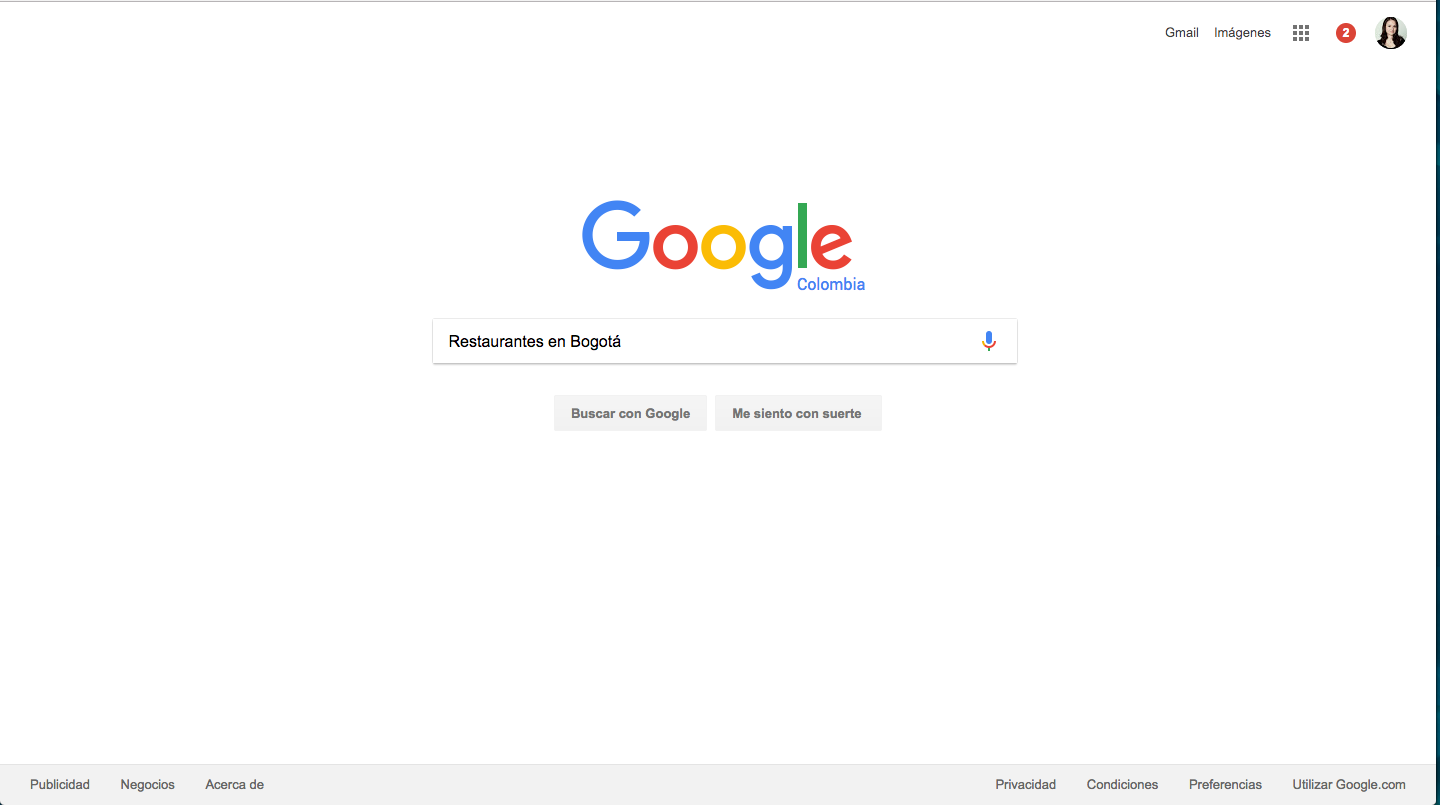 Gmail Imágenes 2
Google
Colombia
Restaurantes en Bogotá
Buscar con Google Me siento con suerte
Publicidad Negocios Acerca de Privacidad Condiciones Preferencias Utilizar Google.com